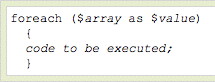 foreach ($array as $value)
{
code to be executed;
}